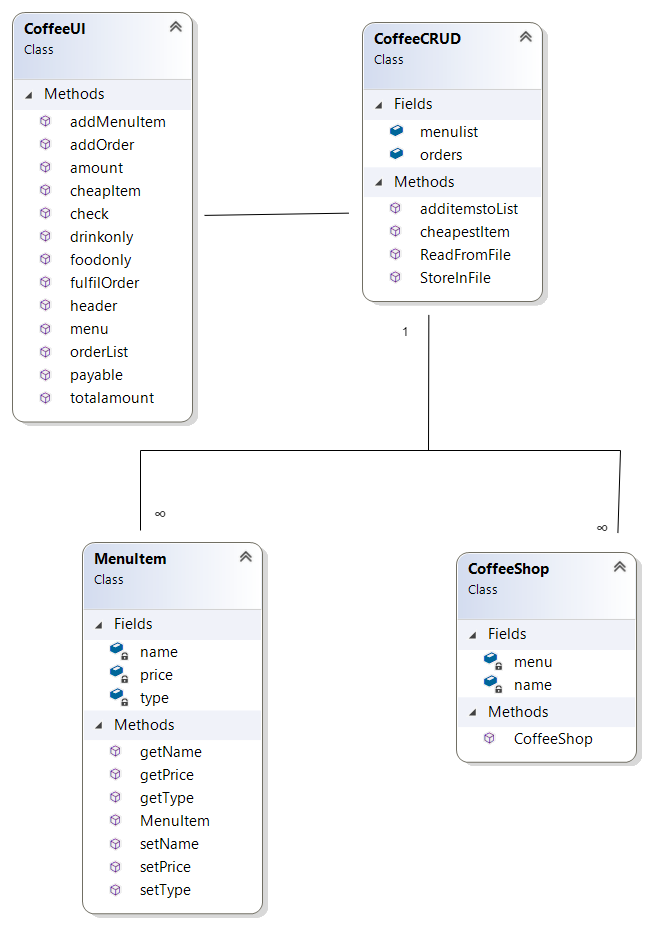 CoffeeUI
Class
Methods
addMenuItem
addOrder
amount
cheapItem
check
drinkonly
foodonly
fulfilOrder
header
menu
orderList
payable
totalamount
CoffeeCRUD
Class
Fields
menulist
orders
Methods
additemstoList
cheapestItem
ReadFromFile
StoreInFile
1
∞
∞
MenuItem
Class
Fields
name
price
type
Methods
getName
getPrice
getType
MenuItem
setName
setPrice
setType
CoffeeShop
Class
Fields
menu
name
Methods
CoffeeShop